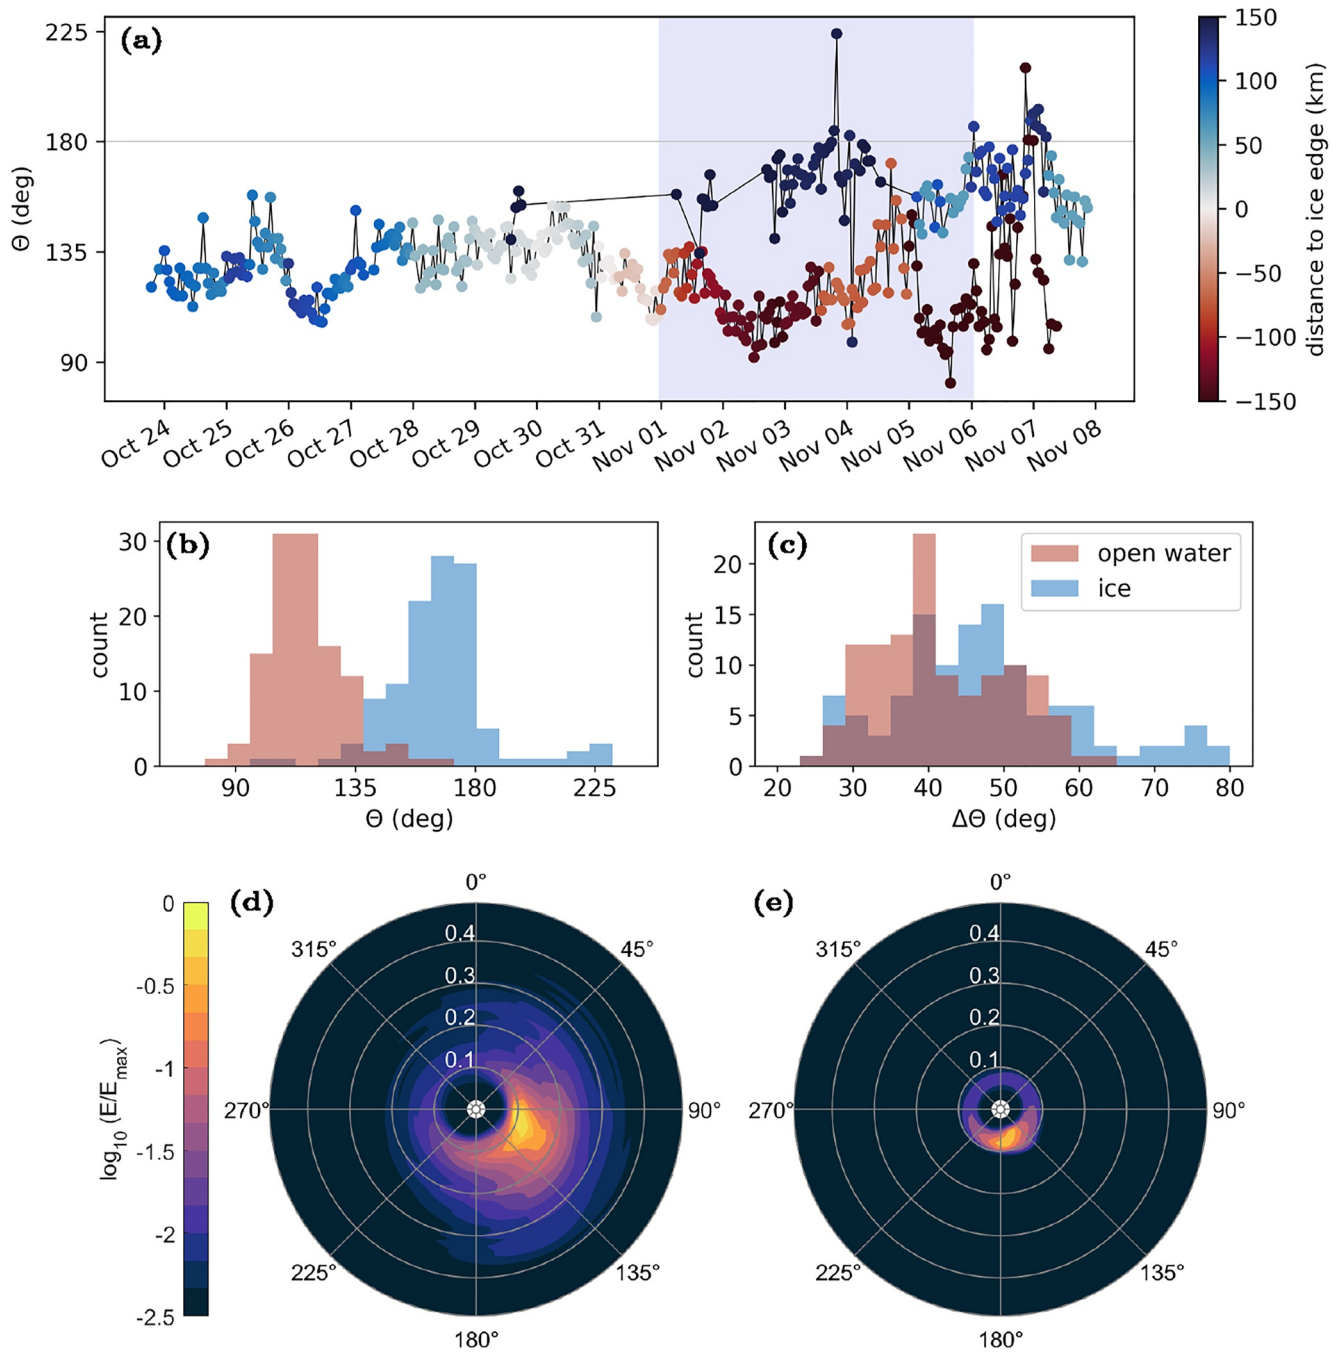 (a)
225
180
135
90
Θ (deg)
Oct 24
Oct 25
Oct 26
Oct 27
Oct 28
Oct 29
Oct 30
Oct 31
Nov 01
Nov 02
Nov 03
Nov 04
Nov 05
Nov 06
Nov 07
Nov 08
150
100
50
0
−50
−100
−150
distance to ice edge (km)
(b)
30
20
10
0
count
90 135 180 225
Θ (deg)
(c)
open water
ice
20
15
10
5
0
count
20 30 40 50 60 70 80
ΔΘ (deg)
0
-0.5
-1
-1.5
-2
-2.5
log10 (E/Emax)
(d)
0°
45°
90°
135°
180°
225°
270°
315°
0.4
0.3
0.2
0.1
(e)
0°
45°
90°
135°
180°
225°
270°
315°
0.4
0.3
0.2
0.1